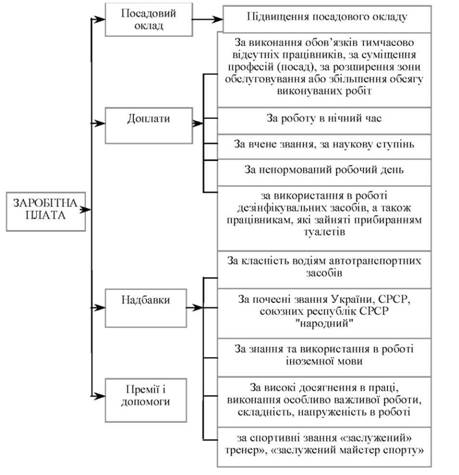 ЗАРОБІТНА
ПЛАТА
Посадовий
оклад
Підвищення посадового окладу
Доплати
За виконання обов'язків тимчасово
відсутніх працівників, за суміщення
професій (посад), за розширення зони
обслуговування або збільшення обсягу
виконуваних робіт
За роботу в нічний час
За вчене звання, за наукову ступінь
За непормований робочий день
за використання в роботі
дезінфікувальних засобів, а також
працівникам, які зайняті прибиранням
туалетів
Надбавки
За класність водіям автотранспортних
засобів
За почесні звання України, СРСР,
союзних республік СРСР
"народний"
За знання та використання в роботі
іноземної мови
Премії і
допомоги
За високі досягнення в праці,
виконання особливо важливої роботи,
складність, напруженість в роботі
за спортивні звання «заслужений»
тренер», «заслужений майстер спорту»